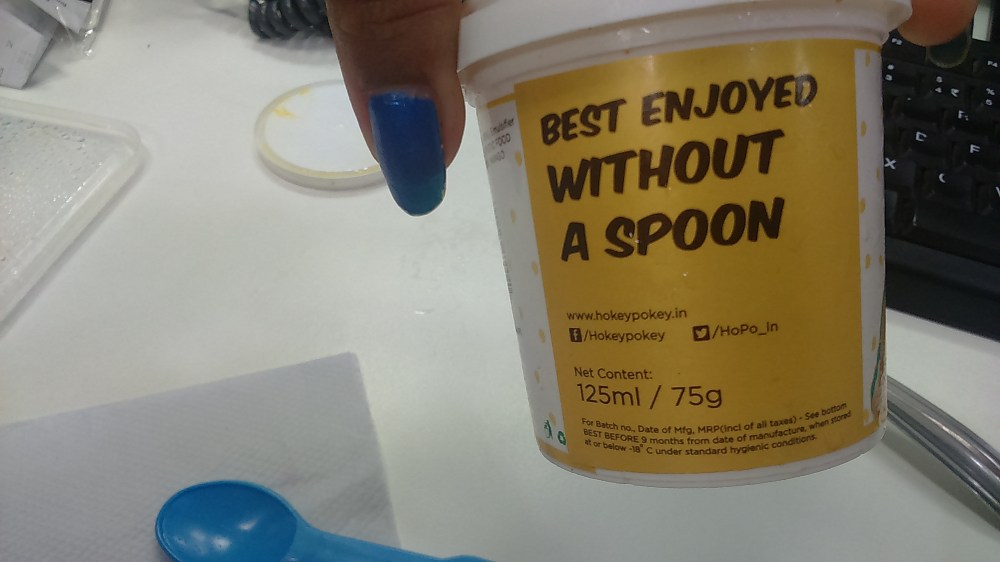 BEST ENJOYED
WITHOUT
A SPOON
www.hokeypokey.in
/Hokeypokey /HoPo_in
Net Content:
125ml / 75g
For Batch no., Date of Mfg, MRP(Incl of all taxes) - See bottom
BEST BEFORE 9 months from date of manufacture, when stored
at or below -18°C under standard hygienic conditions.
FOOD